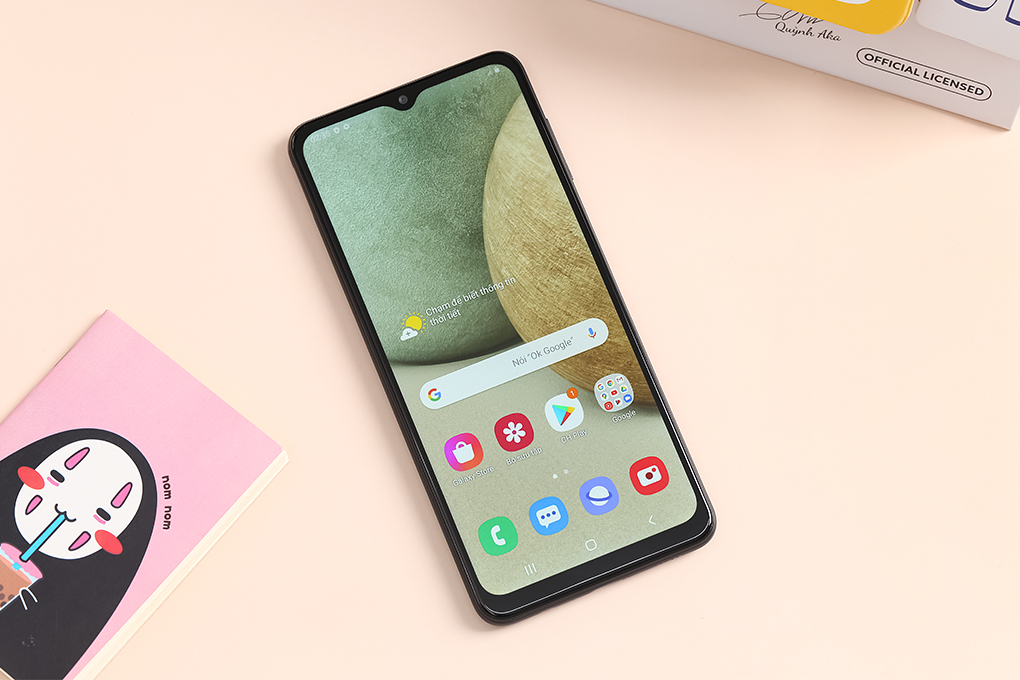 Quỳnh Aka
OFFICIAL LICENSED
Chạm để biết thông tin
thời tiết
Nói "Ok Google"
1
Galaxy Store
Bộ sưu tập
CH Play
Google
nom nom